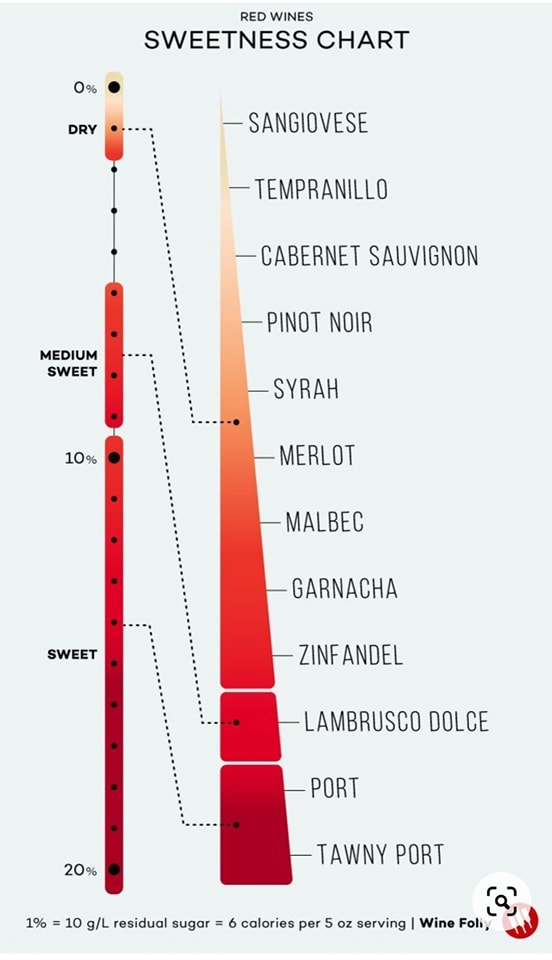 RED WINES
SWEETNESS CHART
0%
DRY
SANGIOVESE
TEMPRANILLO
CABERNET SAUVIGNON
PINOT NOIR
MEDIUM
SWEET
SYRAH
10%
MERLOT
MALBEC
GARNACHA
SWEET
ZINFANDEL
LAMBRUSCO DOLCE
PORT
TAWNY PORT
20%
1% = 10 g/L residual sugar = 6 calories per 5 oz serving | Wine Folly